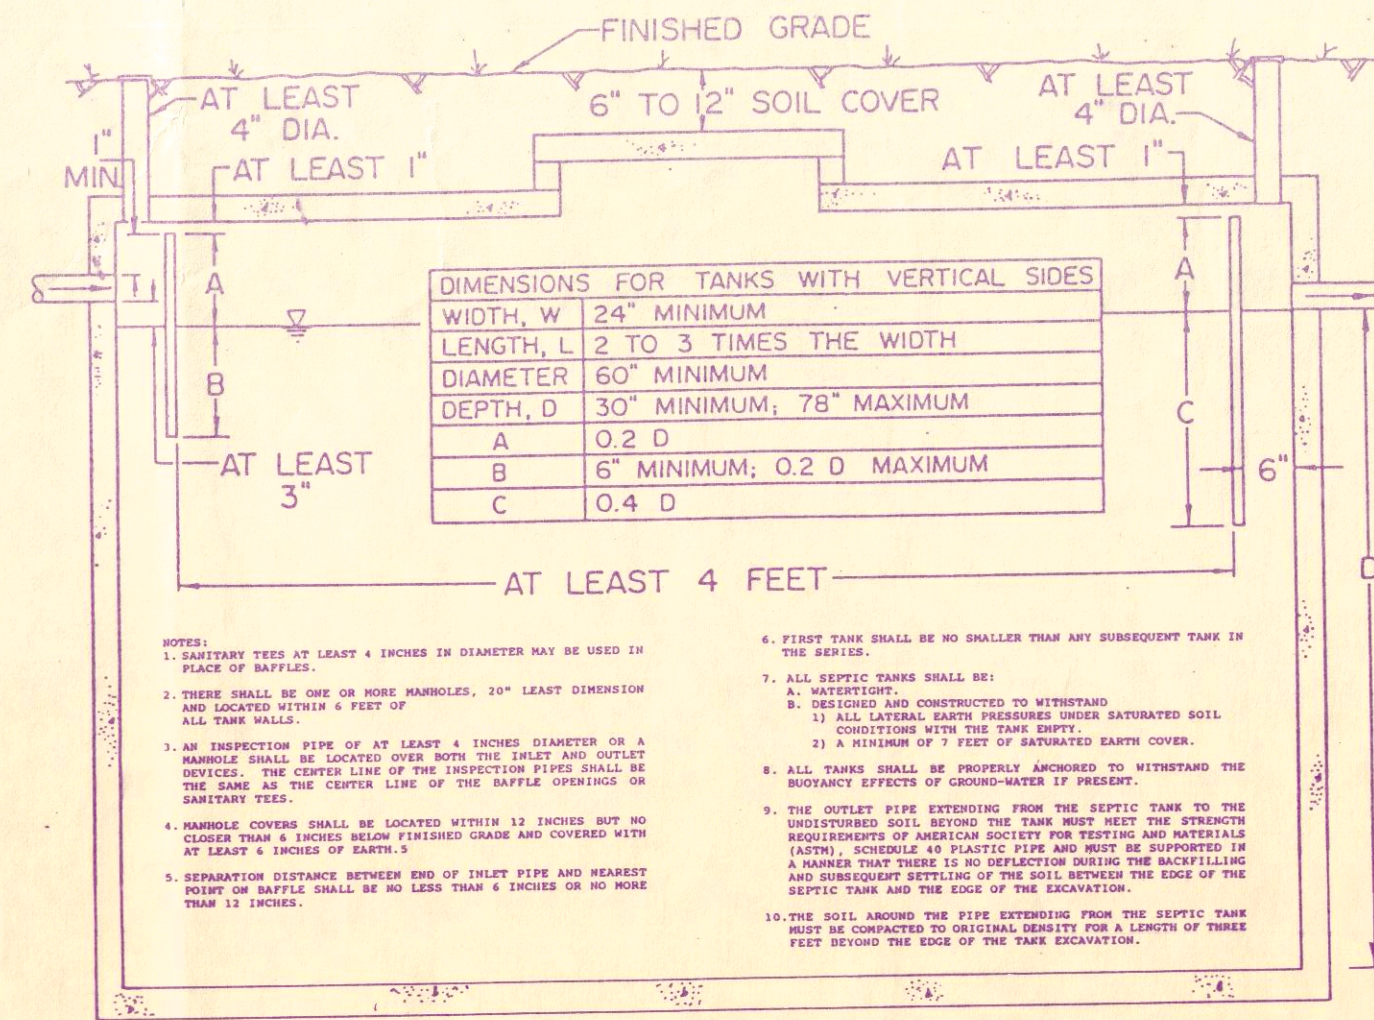 FINISHED GRADE
AT LEAST
4" DIA.
6" TO 12" SOIL COVER
AT LEAST
4" DIA.
1"
MIN.
AT LEAST 1"
AT LEAST 1"
A
A
DIMENSIONS FOR TANKS WITH VERTICAL SIDES
WIDTH, W 24" MINIMUM
LENGTH, L 2 TO 3 TIMES THE WIDTH
DIAMETER 60" MINIMUM
DEPTH, D 30" MINIMUM; 78" MAXIMUM
A 0.2 D
B 6" MINIMUM; 0.2 D MAXIMUM
C 0.4 D
B
C
AT LEAST
3"
6"
AT LEAST 4 FEET
D
NOTES:
1. SANITARY TEES AT LEAST 4 INCHES IN DIAMETER MAY BE USED IN
PLACE OF BAFFLES.
2. THERE SHALL BE ONE OR MORE MANHOLES, 20" LEAST DIMENSION
AND LOCATED WITHIN 6 FEET OF
ALL TANK WALLS.
3. AN INSPECTION PIPE OF AT LEAST 4 INCHES DIAMETER OR A
MANHOLE SHALL BE LOCATED OVER BOTH THE INLET AND OUTLET
DEVICES. THE CENTER LINE OF THE INSPECTION PIPES SHALL BE
THE SAME AS THE CENTER LINE OF THE BAFFLE OPENINGS OR
SANITARY TEES.
4. MANHOLE COVERS SHALL BE LOCATED WITHIN 12 INCHES BUT NO
CLOSER THAN 6 INCHES BELOW FINISHED GRADE AND COVERED WITH
AT LEAST 6 INCHES OF EARTH.5
5. SEPARATION DISTANCE BETWEEN END OF INLET PIPE AND NEAREST
POINT ON BAFFLE SHALL BE NO LESS THAN 6 INCHES OR NO MORE
THAN 12 INCHES.
6. FIRST TANK SHALL BE NO SMALLER THAN ANY SUBSEQUENT TANK IN
THE SERIES.
7. ALL SEPTIC TANKS SHALL BE:
A. WATERTIGHT.
B. DESIGNED AND CONSTRUCTED TO WITHSTAND
1) ALL LATERAL EARTH PRESSURES UNDER SATURATED SOIL
CONDITIONS WITH THE TANK EMPTY.
2) A MINIMUM OF 7 FEET OF SATURATED EARTH COVER.
8. ALL TANKS SHALL BE PROPERLY ANCHORED TO WITHSTAND THE
BUOYANCY EFFECTS OF GROUND-WATER IF PRESENT.
9. THE OUTLET PIPE EXTENDING FROM THE SEPTIC TANK TO THE
UNDISTURBED SOIL BEYOND THE TANK MUST MEET THE STRENGTH
REQUIREMENTS OF AMERICAN SOCIETY FOR TESTING AND MATERIALS
(ASTM), SCHEDULE 40 PLASTIC PIPE AND MUST BE SUPPORTED IN
A MANNER THAT THERE IS NO DEFLECTION DURING THE BACKFILLING
AND SUBSEQUENT SETTLING OF THE SOIL BETWEEN THE EDGE OF THE
SEPTIC TANK AND THE EDGE OF THE EXCAVATION.
10. THE SOIL AROUND THE PIPE EXTENDING FROM THE SEPTIC TANK
MUST BE COMPACTED TO ORIGINAL DENSITY FOR A LENGTH OF THREE
FEET BEYOND THE EDGE OF THE TANK EXCAVATION.